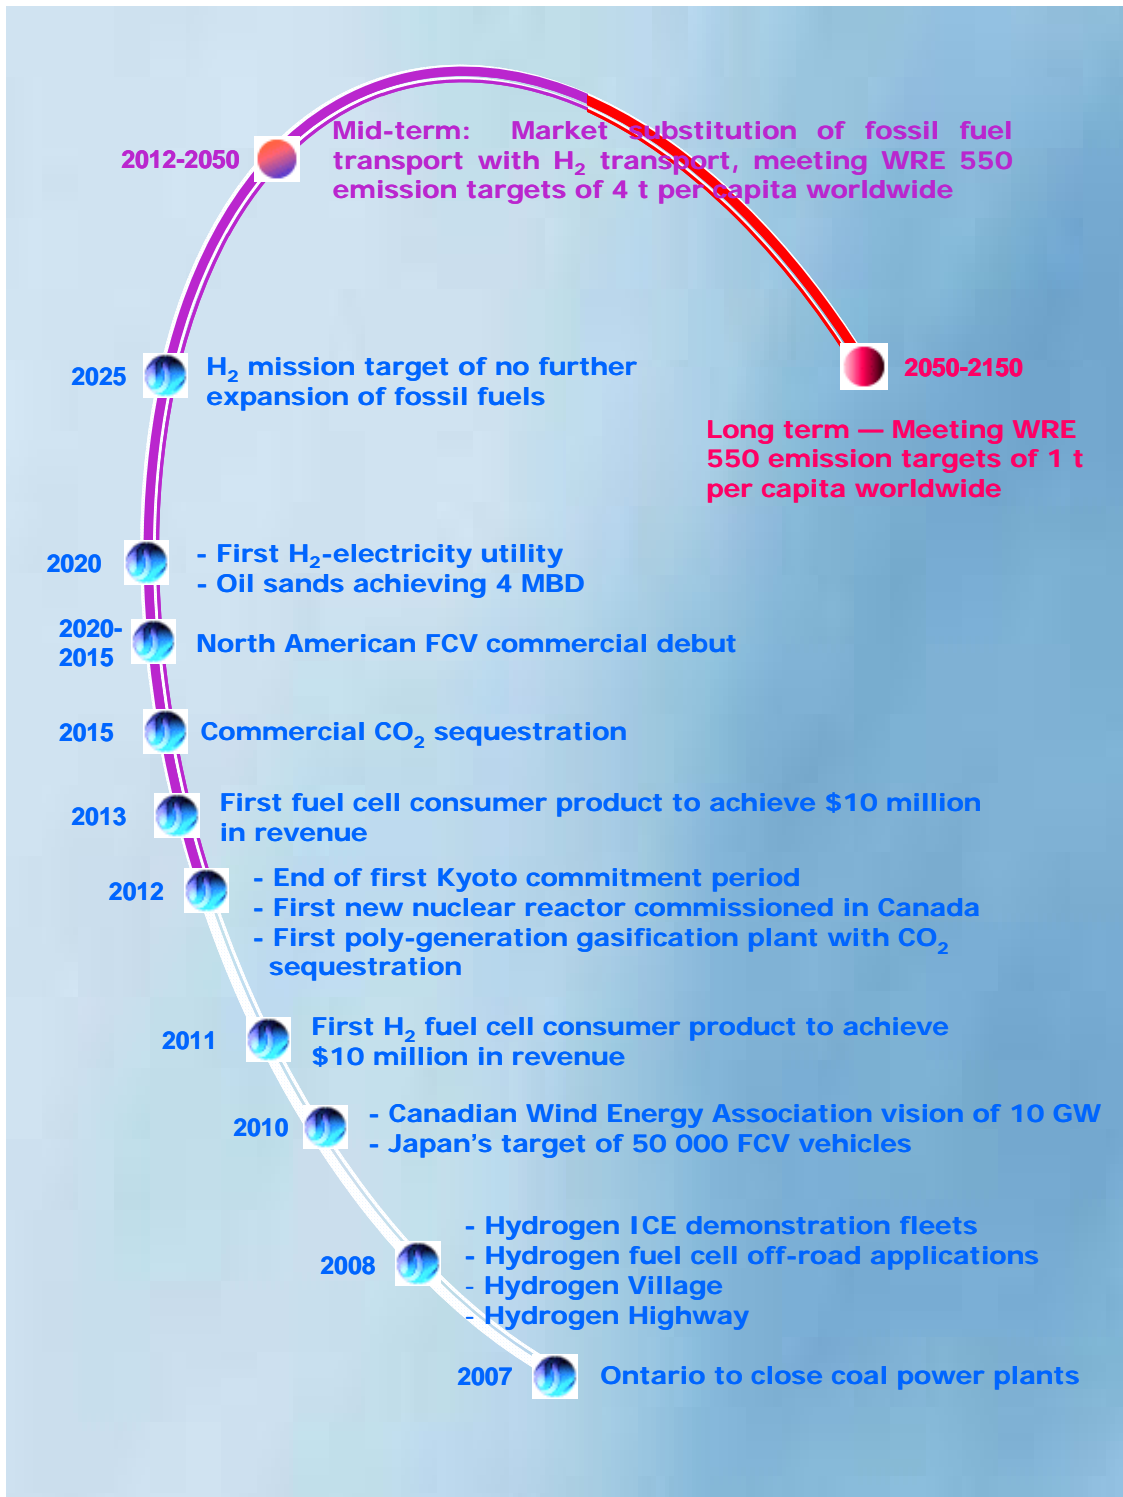 2012-2050
Mid-term: Market substitution of fossil fuel
transport with H₂ transport, meeting WRE 550
emission targets of 4 t per capita worldwide
2025
H₂ mission target of no further
expansion of fossil fuels
2050-2150
Long term — Meeting WRE
550 emission targets of 1 t
per capita worldwide
2020
- First H₂-electricity utility
- Oil sands achieving 4 MBD
2020-
2015
North American FCV commercial debut
2015
Commercial CO₂ sequestration
2013
First fuel cell consumer product to achieve $10 million
in revenue
2012
- End of first Kyoto commitment period
- First new nuclear reactor commissioned in Canada
- First poly-generation gasification plant with CO₂
sequestration
2011
First H₂ fuel cell consumer product to achieve
$10 million in revenue
2010
- Canadian Wind Energy Association vision of 10 GW
- Japan’s target of 50 000 FCV vehicles
2008
- Hydrogen ICE demonstration fleets
- Hydrogen fuel cell off-road applications
- Hydrogen Village
- Hydrogen Highway
2007
Ontario to close coal power plants